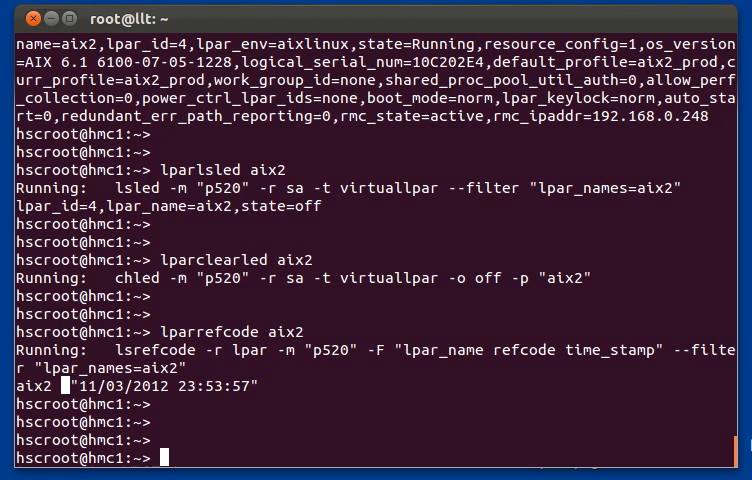 root@llt: ~
name=aix2,lpar_id=4,lpar_env=aixlinux,state=Running,resource_config=1,os_version
=AIX 6.1 6100-07-05-1228,logical_serial_num=10C202E4,default_profile=aix2_prod,c
urr_profile=aix2_prod,work_group_id=none,shared_proc_pool_util_auth=0,allow_perf
_collection=0,power_ctrl_lpar_ids=none,boot_mode=norm,lpar_keylock=norm,auto_sta
rt=0,redundant_err_path_reporting=0,rmc_state=active,rmc_ipaddr=192.168.0.248
hscroot@hmc1:~>
hscroot@hmc1:~>
hscroot@hmc1:~> lparlsled aix2
Running:   lsled -m "p520" -r sa -t virtuallpar --filter "lpar_names=aix2"
lpar_id=4,lpar_name=aix2,state=off
hscroot@hmc1:~>
hscroot@hmc1:~>
hscroot@hmc1:~> lparclearled aix2
Running:   chled -m "p520" -r sa -t virtuallpar -o off -p "aix2"
hscroot@hmc1:~>
hscroot@hmc1:~>
hscroot@hmc1:~> lparrefcode aix2
Running:   lsrefcode -r lpar -m "p520" -F "lpar_name refcode time_stamp" --filte
r "lpar_names=aix2"
aix2 "11/03/2012 23:53:57"
hscroot@hmc1:~>
hscroot@hmc1:~>
hscroot@hmc1:~>
hscroot@hmc1:~>